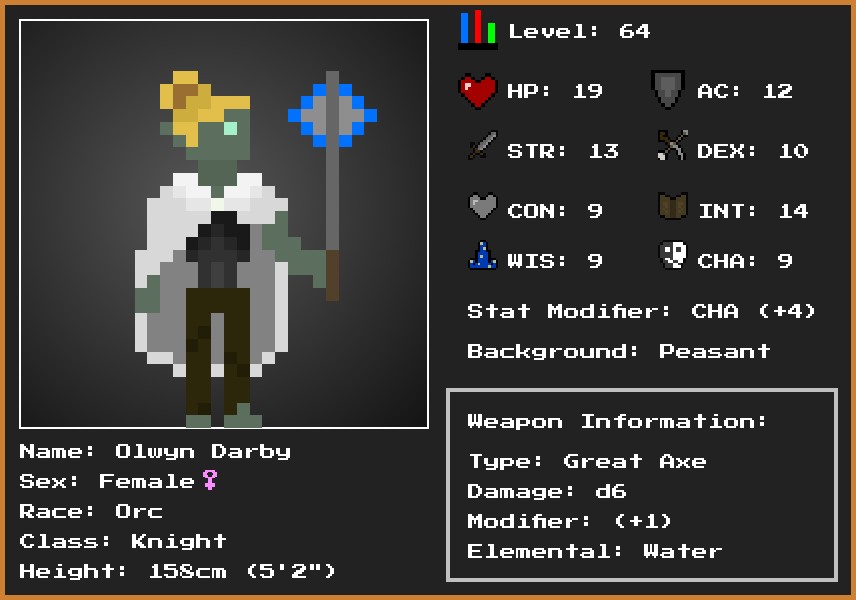 Level: 64
HP: 19
AC: 12
STR: 13
DEX: 10
CON: 9
INT: 14
WIS: 9
CHA: 9
Stat Modifier: CHA (+4)
Background: Peasant
Weapon Information:
Type: Great Axe
Damage: d6
Modifier: (+1)
Elemental: Water
Name: Olwyn Darby
Sex: Female♀
Race: Orc
Class: Knight
Height: 158cm (5'2")